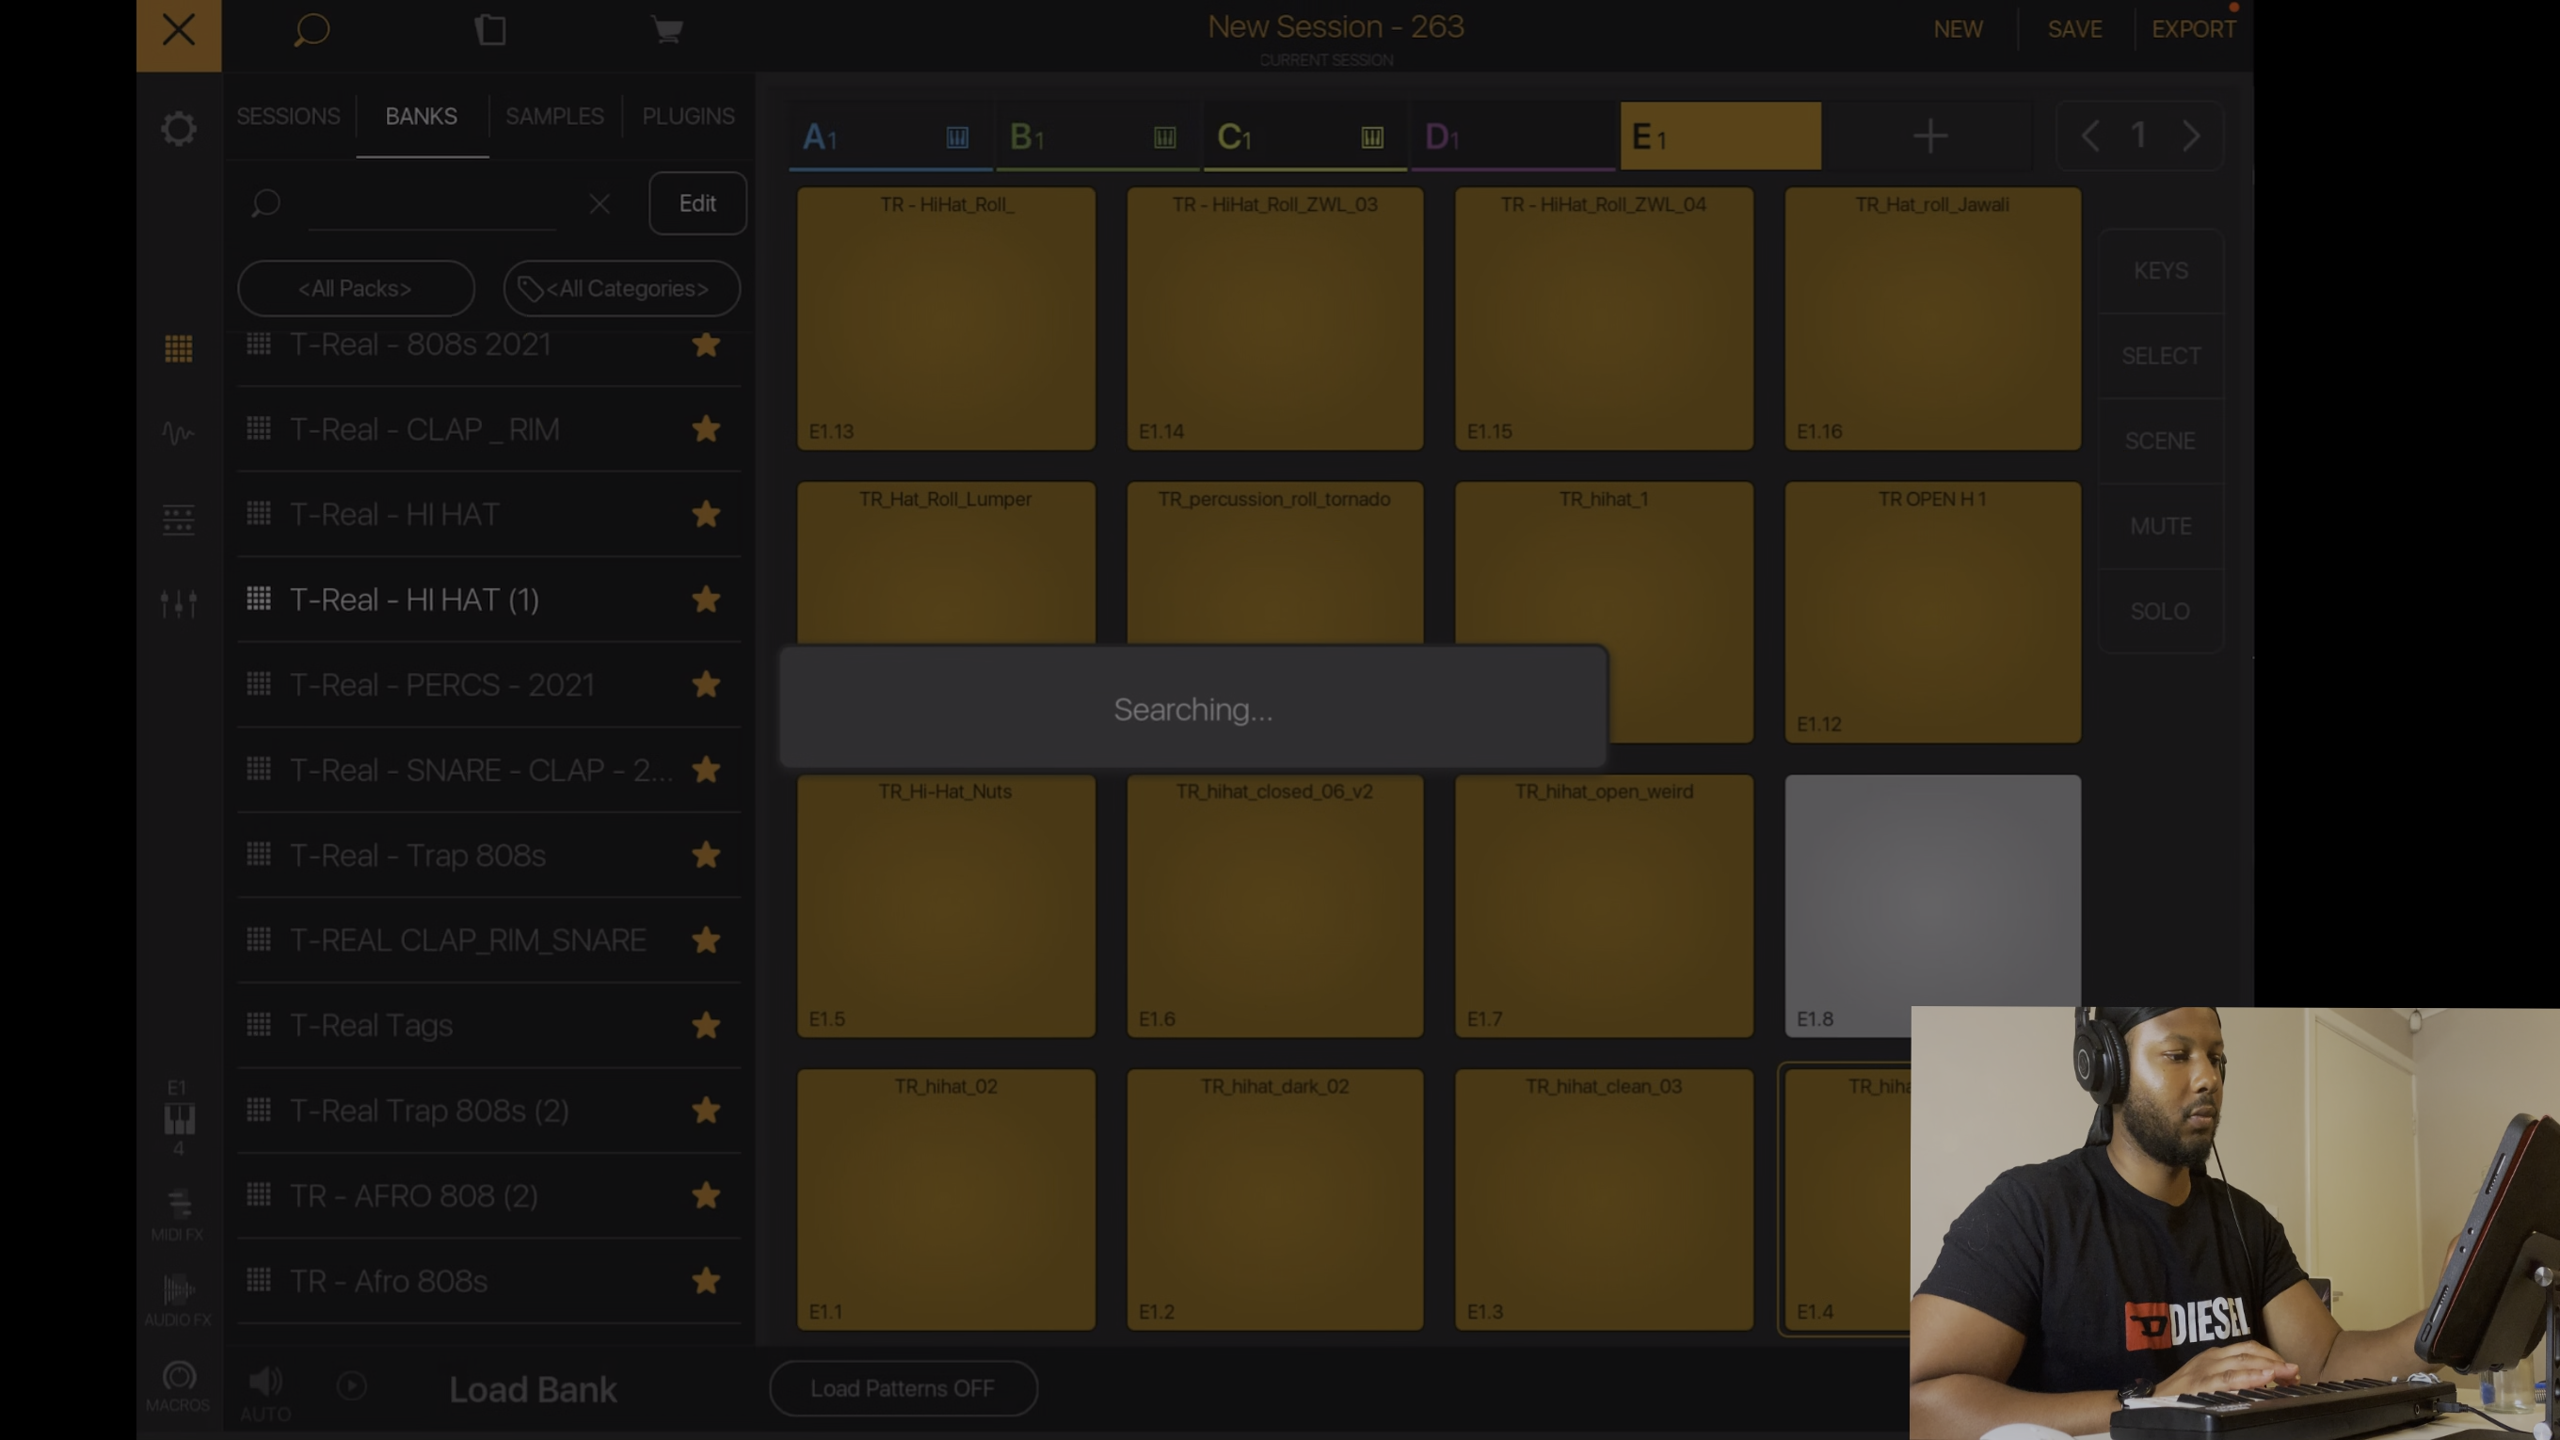 New Session - 263
CURRENT SESSION
NEW
SAVE
EXPORT
SESSIONS
BANKS
SAMPLES
PLUGINS
A1
B1
C1
D1
E1
1
Edit
<All Packs>
<All Categories>
T-Real - 808s 2021
T-Real - CLAP _ RIM
T-Real - HI HAT
T-Real - HI HAT (1)
T-Real - PERCS - 2021
T-Real - SNARE - CLAP - 2...
T-Real - Trap 808s
T-REAL CLAP_RIM_SNARE
T-Real Tags
T-Real Trap 808s (2)
TR - AFRO 808 (2)
TR - Afro 808s
TR - HiHat_Roll_
E1.13
TR - HiHat_Roll_ZWL_03
E1.14
TR - HiHat_Roll_ZWL_04
E1.15
TR_Hat_roll_Jawali
E1.16
TR_Hat_Roll_Lumper
TR_percussion_roll_tornado
TR_hihat_1
TR OPEN H 1
E1.12
Searching...
TR_Hi-Hat_Nuts
E1.5
TR_hihat_closed_06_v2
E1.6
TR_hihat_open_weird
E1.7
E1.8
TR_hihat_02
E1.1
TR_hihat_dark_02
E1.2
TR_hihat_clean_03
E1.3
E1.4
KEYS
SELECT
SCENE
MUTE
SOLO
E1
4
MIDI FX
AUDIO FX
MACROS
AUTO
Load Bank
Load Patterns OFF
DIESEL